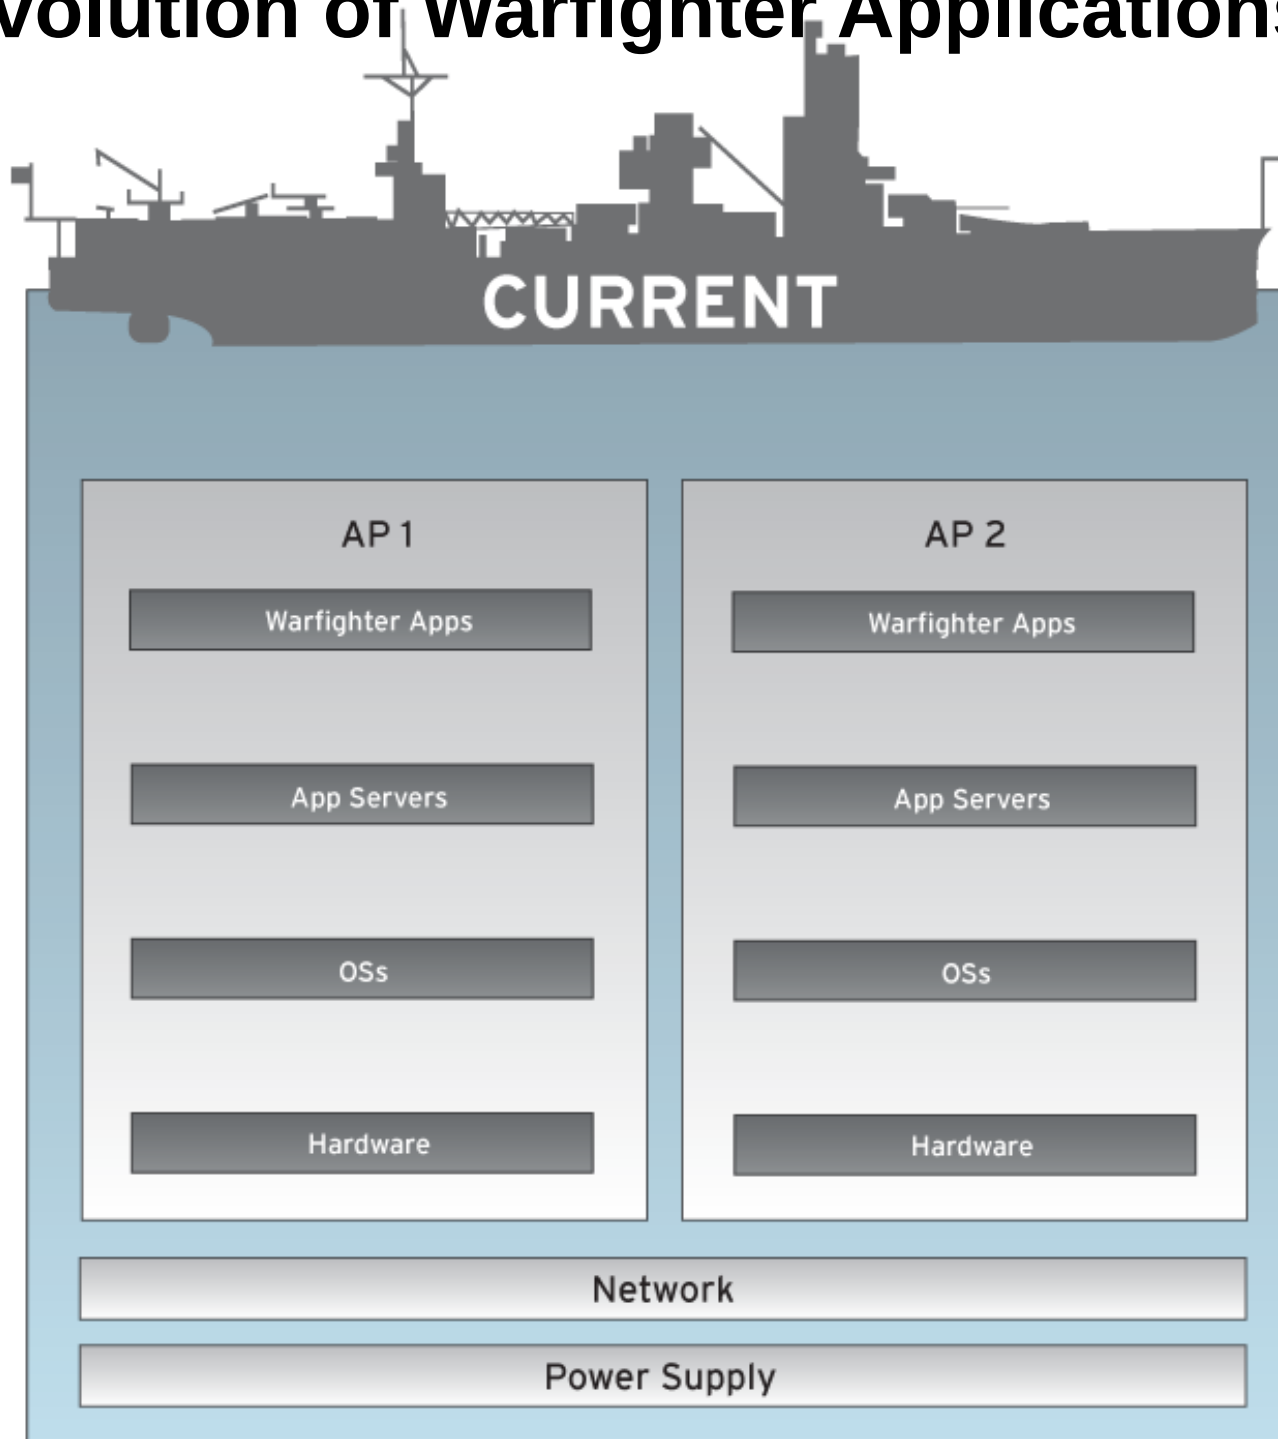 volution of Warfighter Applications
CURRENT
AP 1
Warfighter Apps
App Servers
OSs
Hardware
AP 2
Warfighter Apps
App Servers
OSs
Hardware
Network
Power Supply